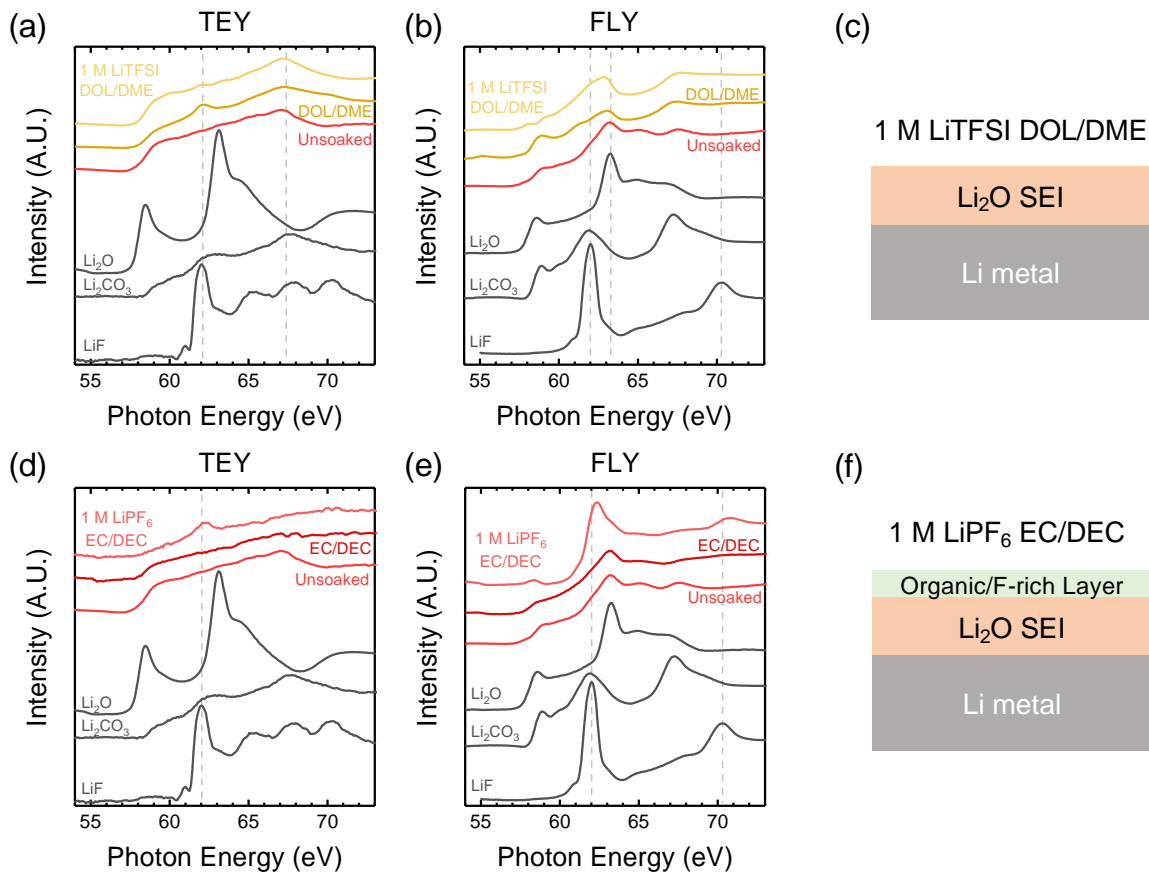 (a)
TEY
1 M LiTFSI
DOL/DME
DOL/DME
Unsoaked
Li₂O
Li₂CO₃
LiF
Intensity (A.U.)
55 60 65 70
Photon Energy (eV)
(b)
FLY
1 M LiTFSI
DOL/DME
DOL/DME
Unsoaked
Li₂O
Li₂CO₃
LiF
Intensity (A.U.)
55 60 65 70
Photon Energy (eV)
(c)
1 M LiTFSI DOL/DME
Li₂O SEI
Li metal
(d)
TEY
1 M LiPF₆
EC/DEC
EC/DEC
Unsoaked
Li₂O
Li₂CO₃
LiF
Intensity (A.U.)
55 60 65 70
Photon Energy (eV)
(e)
FLY
1 M LiPF₆
EC/DEC
EC/DEC
Unsoaked
Li₂O
Li₂CO₃
LiF
Intensity (A.U.)
55 60 65 70
Photon Energy (eV)
(f)
1 M LiPF₆ EC/DEC
Organic/F-rich Layer
Li₂O SEI
Li metal